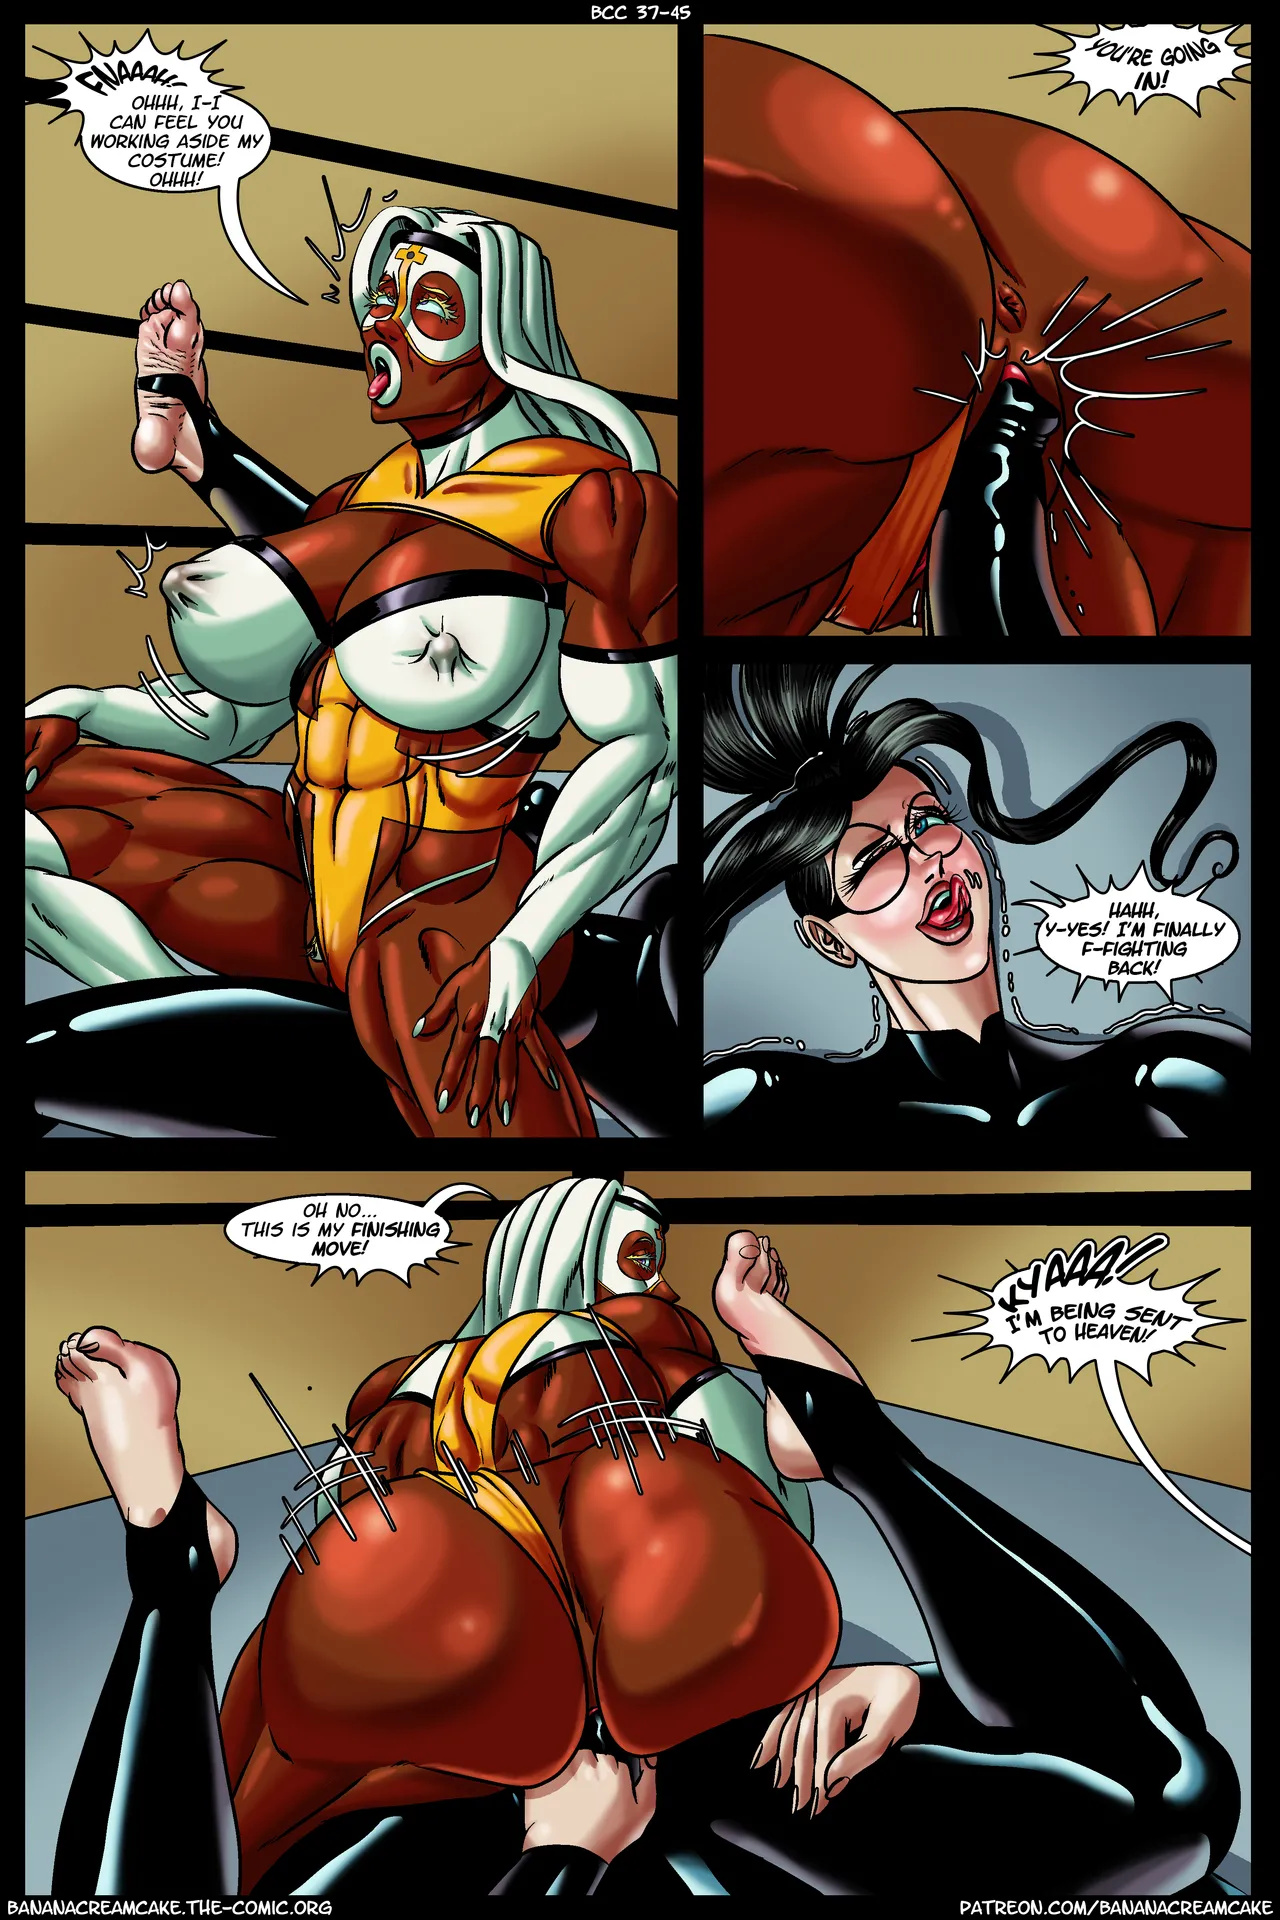 BCC 37-45
FNAAAH!
OHHH, I-I
CAN FEEL YOU
WORKING ASIDE MY
COSTUME!
OHHH!
YOU'RE GOING
IN!
HAHH,
Y-YES! I'M FINALLY
F-FIGHTING
BACK!
OH NO...
THIS IS MY FINISHING
MOVE!
KYAAA!!
I'M BEING SENT
TO HEAVEN!
BANANACREAMCAKE.THE-COMIC.ORG
PATREON.COM/BANANACREAMCAKE